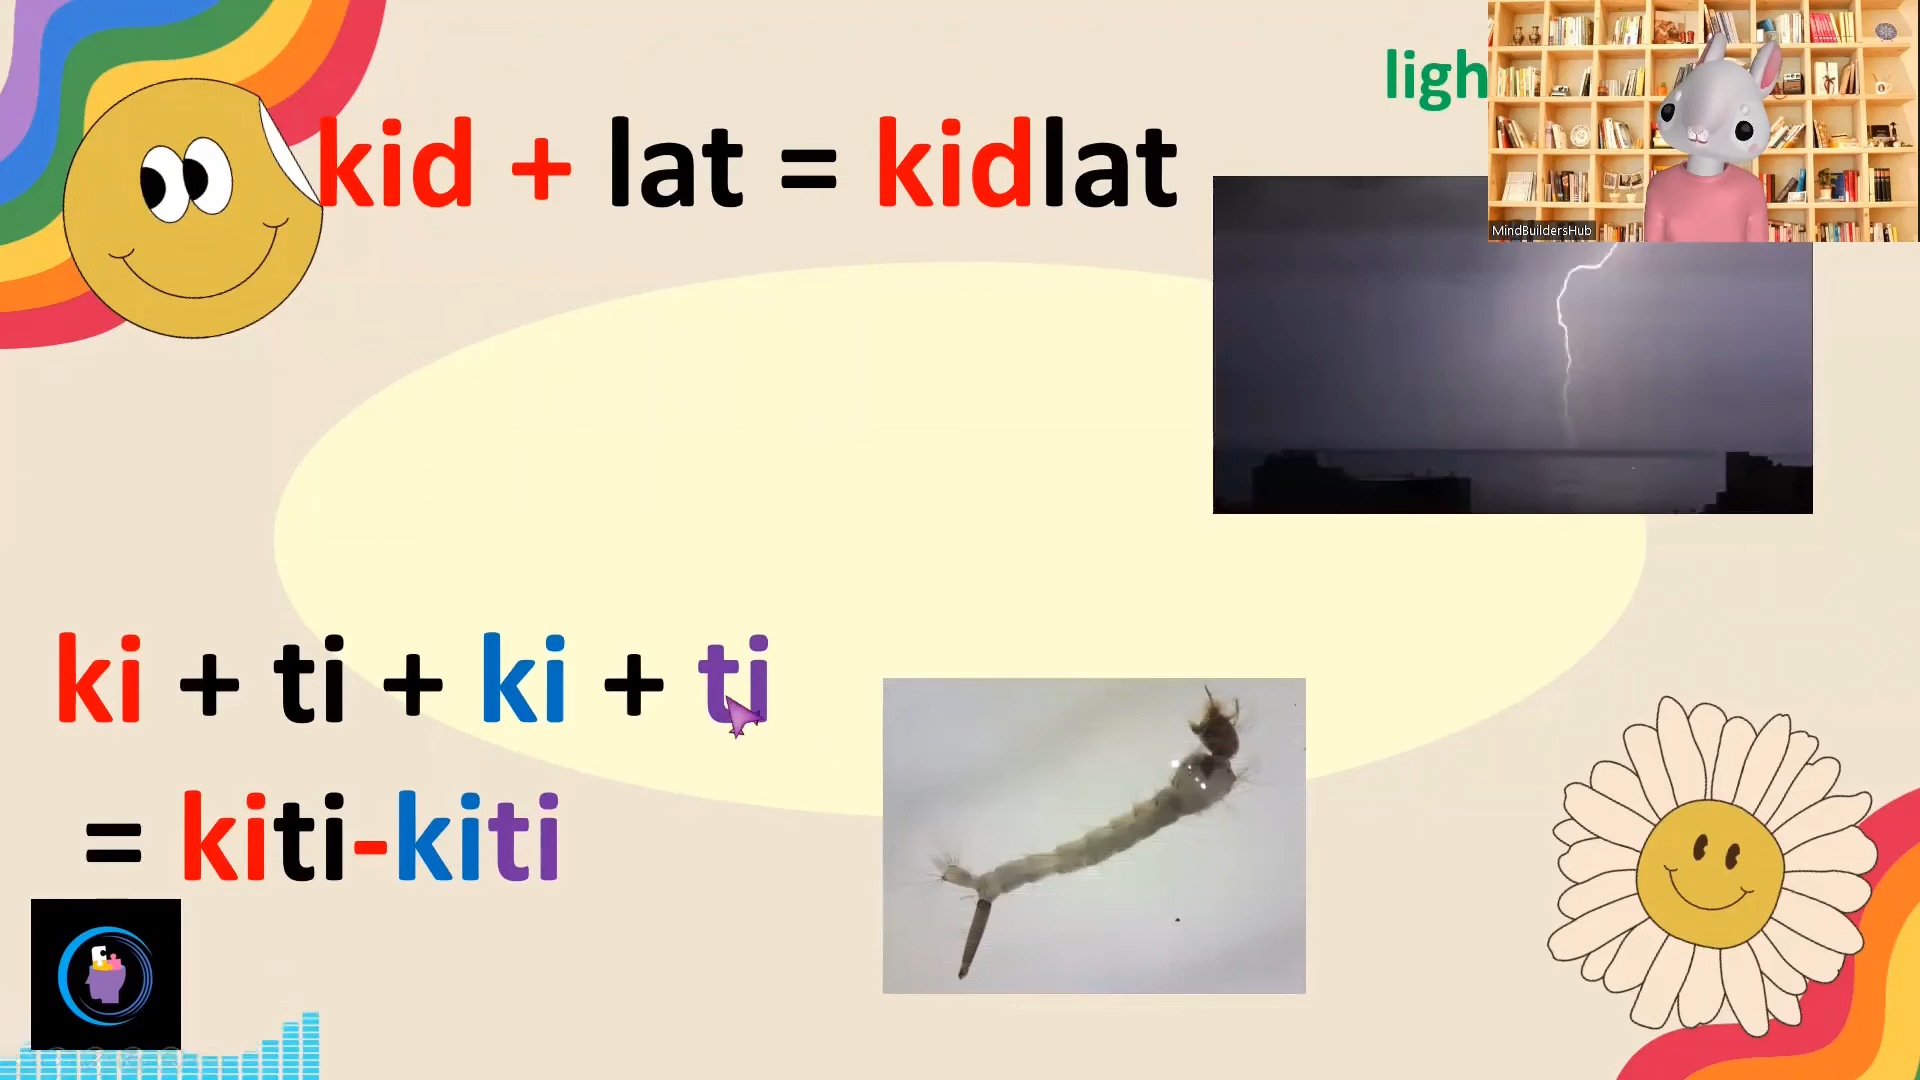 kid + lat = kidlat
ligh
MindBuildersHub
ki + ti + ki + ti
= kiti-kiti